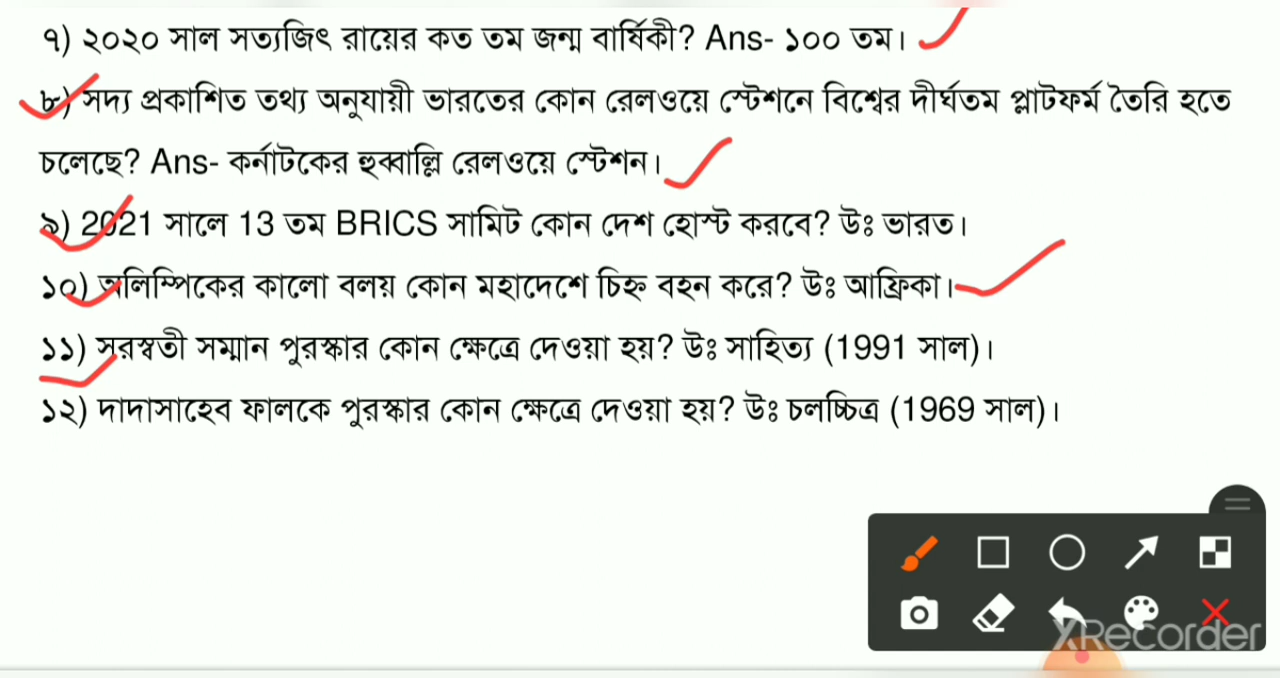 ৭) ২০২০ সাল সত্যজিৎ রায়ের কত তম জন্ম বার্ষিকী? Ans- ১০০ তম।
৮) সদ্য প্রকাশিত তথ্য অনুযায়ী ভারতের কোন রেলওয়ে স্টেশনে বিশ্বের দীর্ঘতম প্লাটফর্ম তৈরি হতে
চলেছে? Ans- কর্নাটকের হুব্বাল্লি রেলওয়ে স্টেশন।
৯) 2021 সালে 13 তম BRICS সামিট কোন দেশ হোস্ট করবে? উঃ ভারত।
১০) অলিম্পিকের কালো বলয় কোন মহাদেশে চিহ্ন বহন করে? উঃ আফ্রিকা।
১১) সরস্বতী সম্মান পুরস্কার কোন ক্ষেত্রে দেওয়া হয়? উঃ সাহিত্য (1991 সাল)।
১২) দাদাসাহেব ফালকে পুরস্কার কোন ক্ষেত্রে দেওয়া হয়? উঃ চলচ্চিত্র (1969 সাল)।
XRecorder